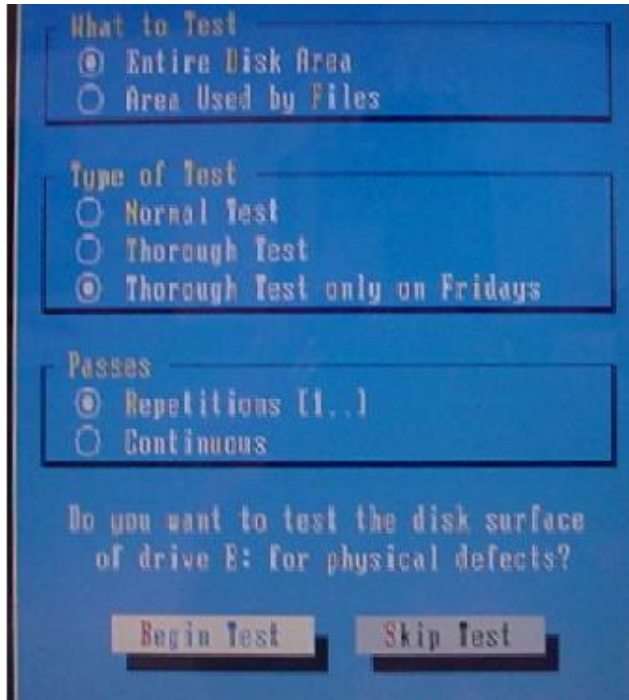 What to Test
Entire Disk Area
Area Used by Files
Type of Test
Normal Test
Thorough Test
Thorough Test only on Fridays
Passes
Repetitions [1..]
Continuous
Do you want to test the disk surface
of drive E: for physical defects?
Begin Test Skip Test